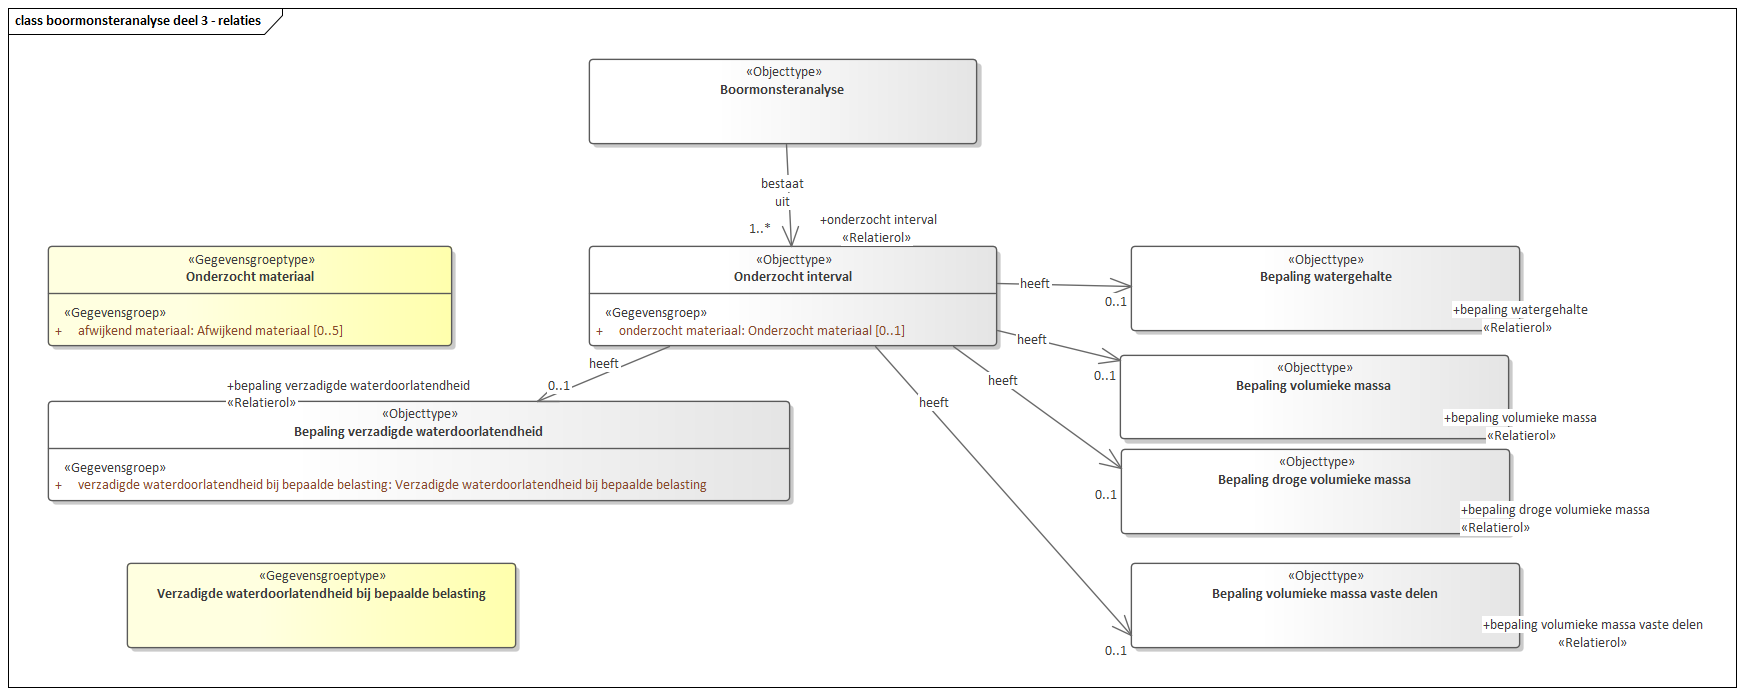 class boormonsteranalyse deel 3 - relaties
«Objecttype»
Boormonsteranalyse
bestaat
uit
1..*
+onderzocht interval
«Relatierol»
«Gegevensgroeptype»
Onderzocht materiaal
«Gegevensgroep»
+ afwijkend materiaal: Afwijkend materiaal [0..5]
«Objecttype»
Onderzocht interval
«Gegevensgroep»
+ onderzocht materiaal: Onderzocht materiaal [0..1]
heeft
0..1
«Objecttype»
Bepaling watergehalte
+bepaling watergehalte
«Relatierol»
heeft
0..1
«Objecttype»
Bepaling volumieke massa
+bepaling volumieke massa
«Relatierol»
heeft
0..1
+bepaling verzadigde waterdoorlatendheid
«Relatierol»
«Objecttype»
Bepaling verzadigde waterdoorlatendheid
«Gegevensgroep»
+ verzadigde waterdoorlatendheid bij bepaalde belasting: Verzadigde waterdoorlatendheid bij bepaalde belasting
heeft
0..1
«Objecttype»
Bepaling droge volumieke massa
+bepaling droge volumieke massa
«Relatierol»
heeft
0..1
«Objecttype»
Bepaling volumieke massa vaste delen
+bepaling volumieke massa vaste delen
«Relatierol»
«Gegevensgroeptype»
Verzadigde waterdoorlatendheid bij bepaalde belasting